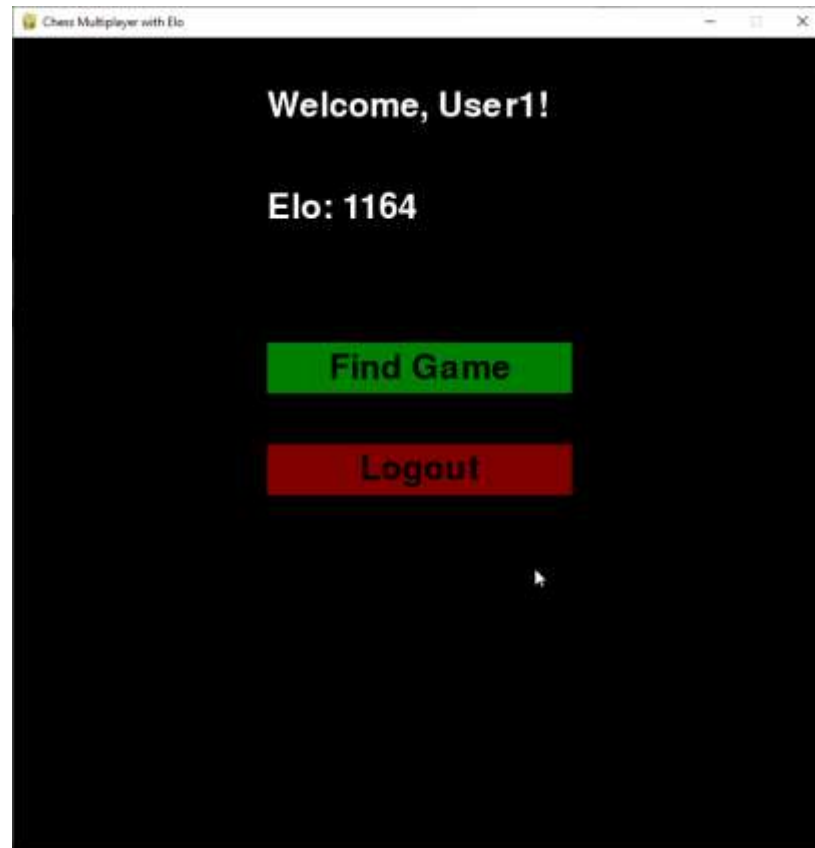 Chess Multiplayer with Elo
Welcome, User1!
Elo: 1164
Find Game
Logout